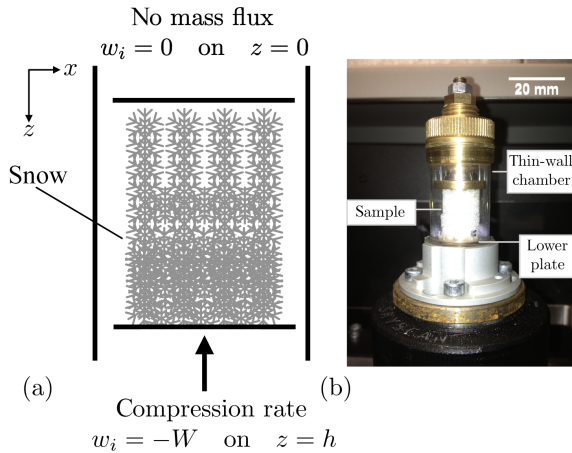 No mass flux
w_i = 0 on z = 0
x
z
Snow
(a)
Compression rate
w_i = −W on z = h
20 mm
Thin-wall
chamber
Sample
Lower
plate
(b)